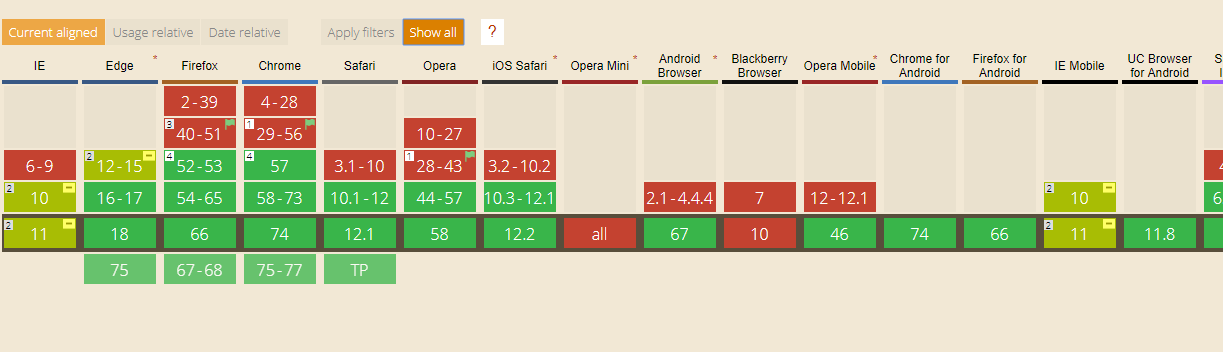 Current aligned Usage relative Date relative Apply filters Show all ?
IE Edge * Firefox Chrome Safari Opera iOS Safari * Opera Mini * Android Browser * Blackberry Browser Opera Mobile * Chrome for Android Firefox for Android IE Mobile UC Browser for Android S
2-39 4-28
3 40-51 1 29-56 10-27
6-9 2 12-15 4 52-53 4 57 3.1-10 1 28-43 3.2-10.2
2 10 16-17 54-65 58-73 10.1-12 44-57 10.3-12.1 2.1-4.4.4 7 12-12.1 2 10 6
2 11 18 66 74 12.1 58 12.2 all 67 10 46 74 66 2 11 11.8
75 67-68 75-77 TP